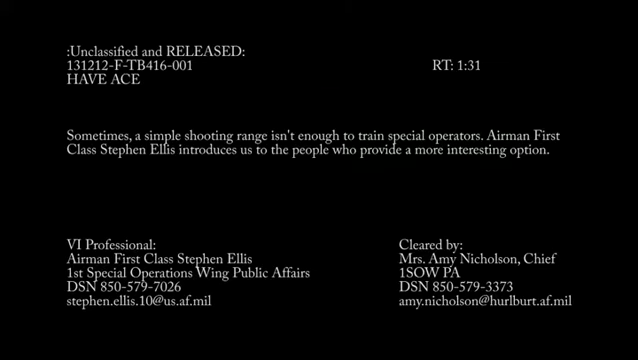 :Unclassified and RELEASED:
131212-F-TB416-001
RT: 1:31
HAVE ACE
Sometimes, a simple shooting range isn't enough to train special operators. Airman First
Class Stephen Ellis introduces us to the people who provide a more interesting option.
VI Professional:
Airman First Class Stephen Ellis
1st Special Operations Wing Public Affairs
DSN 850-579-7026
stephen.ellis.10@us.af.mil
Cleared by:
Mrs. Amy Nicholson, Chief
1SOW PA
DSN 850-579-3373
amy.nicholson@hurlburt.af.mil